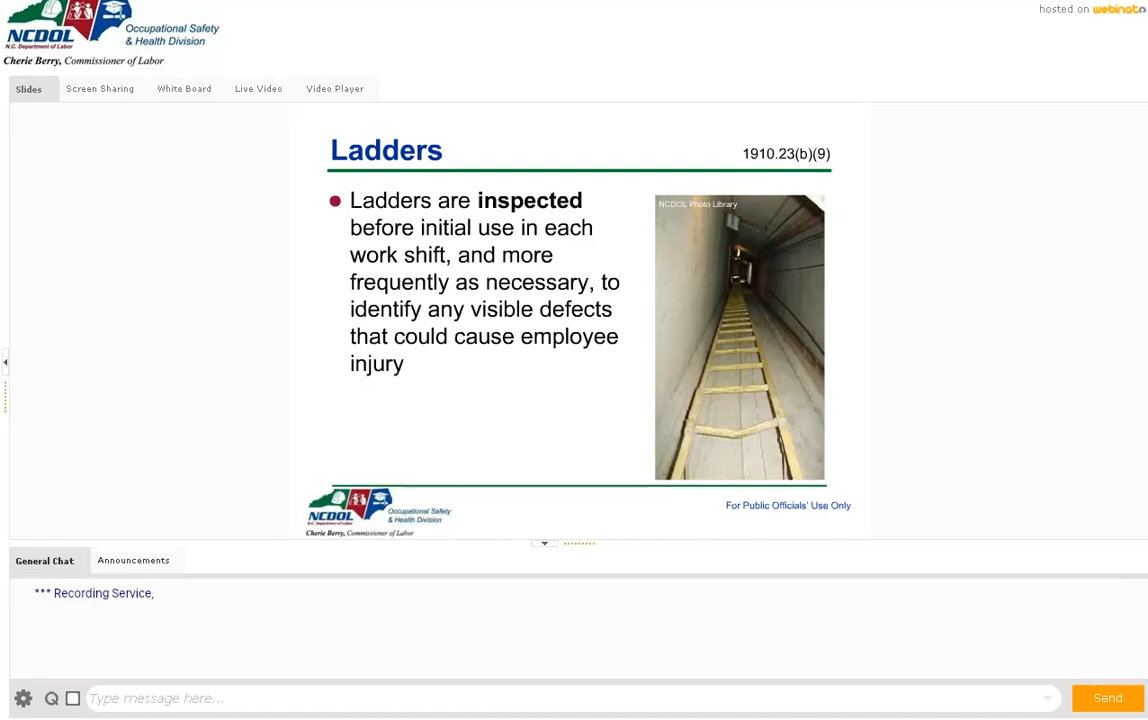 hosted on webinato
NCDOL
N.C. Department of Labor
Occupational Safety
& Health Division
Cherie Berry, Commissioner of Labor
Slides Screen Sharing White Board Live Video Video Player
Ladders 1910.23(b)(9)
Ladders are inspected
before initial use in each
work shift, and more
frequently as necessary, to
identify any visible defects
that could cause employee
injury
NCDOL Photo Library
NCDOL
N.C. Department of Labor
Occupational Safety
& Health Division
Cherie Berry, Commissioner of Labor
For Public Officials' Use Only
General Chat Announcements
*** Recording Service,
Q Type message here... Send